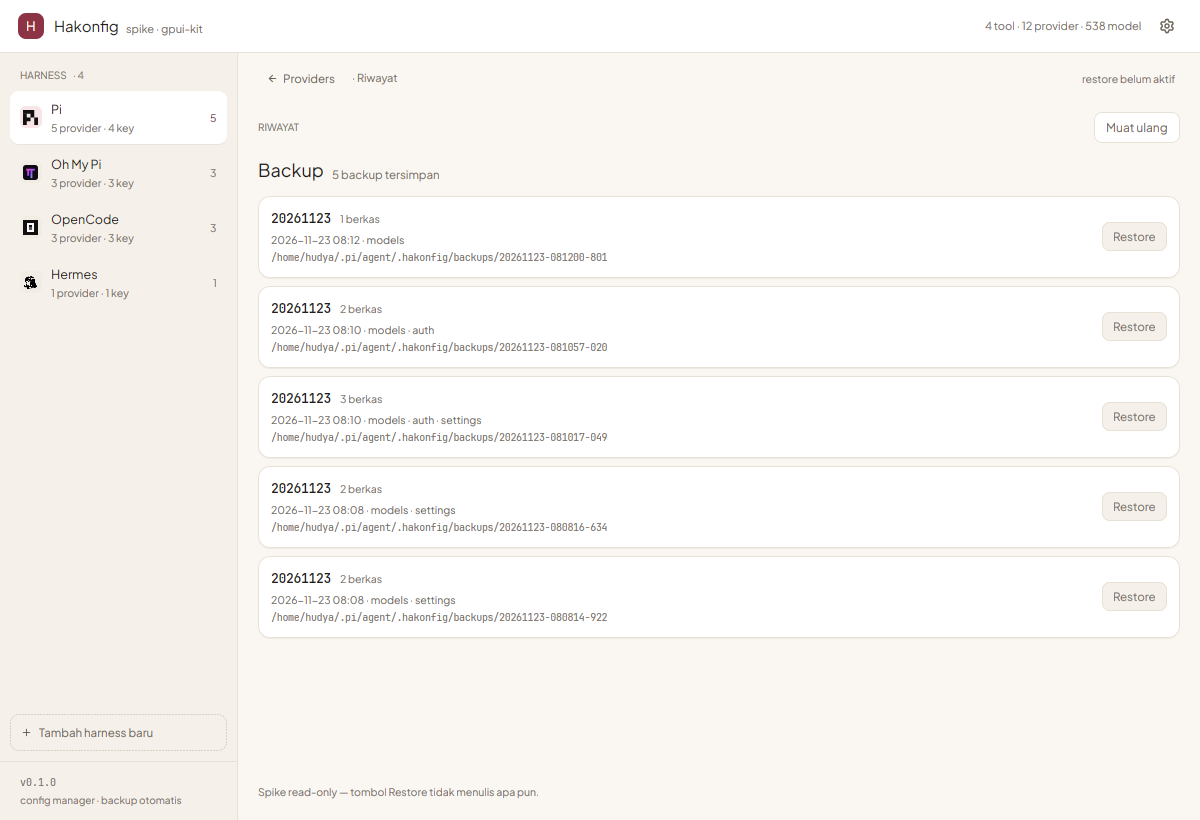 H Hakonfig spike · gpui-kit
4 tool · 12 provider · 538 model
HARNESS · 4
Pi
5 provider · 4 key
5
Oh My Pi
3 provider · 3 key
3
OpenCode
3 provider · 3 key
3
Hermes
1 provider · 1 key
1
+ Tambah harness baru
v0.1.0
config manager · backup otomatis
← Providers · Riwayat
restore belum aktif
RIWAYAT
Muat ulang
Backup 5 backup tersimpan
20261123 1 berkas
2026-11-23 08:12 · models
/home/hudya/.pi/agent/.hakonfig/backups/20261123-081200-801
Restore
20261123 2 berkas
2026-11-23 08:10 · models · auth
/home/hudya/.pi/agent/.hakonfig/backups/20261123-081057-020
Restore
20261123 3 berkas
2026-11-23 08:10 · models · auth · settings
/home/hudya/.pi/agent/.hakonfig/backups/20261123-081017-049
Restore
20261123 2 berkas
2026-11-23 08:08 · models · settings
/home/hudya/.pi/agent/.hakonfig/backups/20261123-080816-634
Restore
20261123 2 berkas
2026-11-23 08:08 · models · settings
/home/hudya/.pi/agent/.hakonfig/backups/20261123-080814-922
Restore
Spike read-only — tombol Restore tidak menulis apa pun.